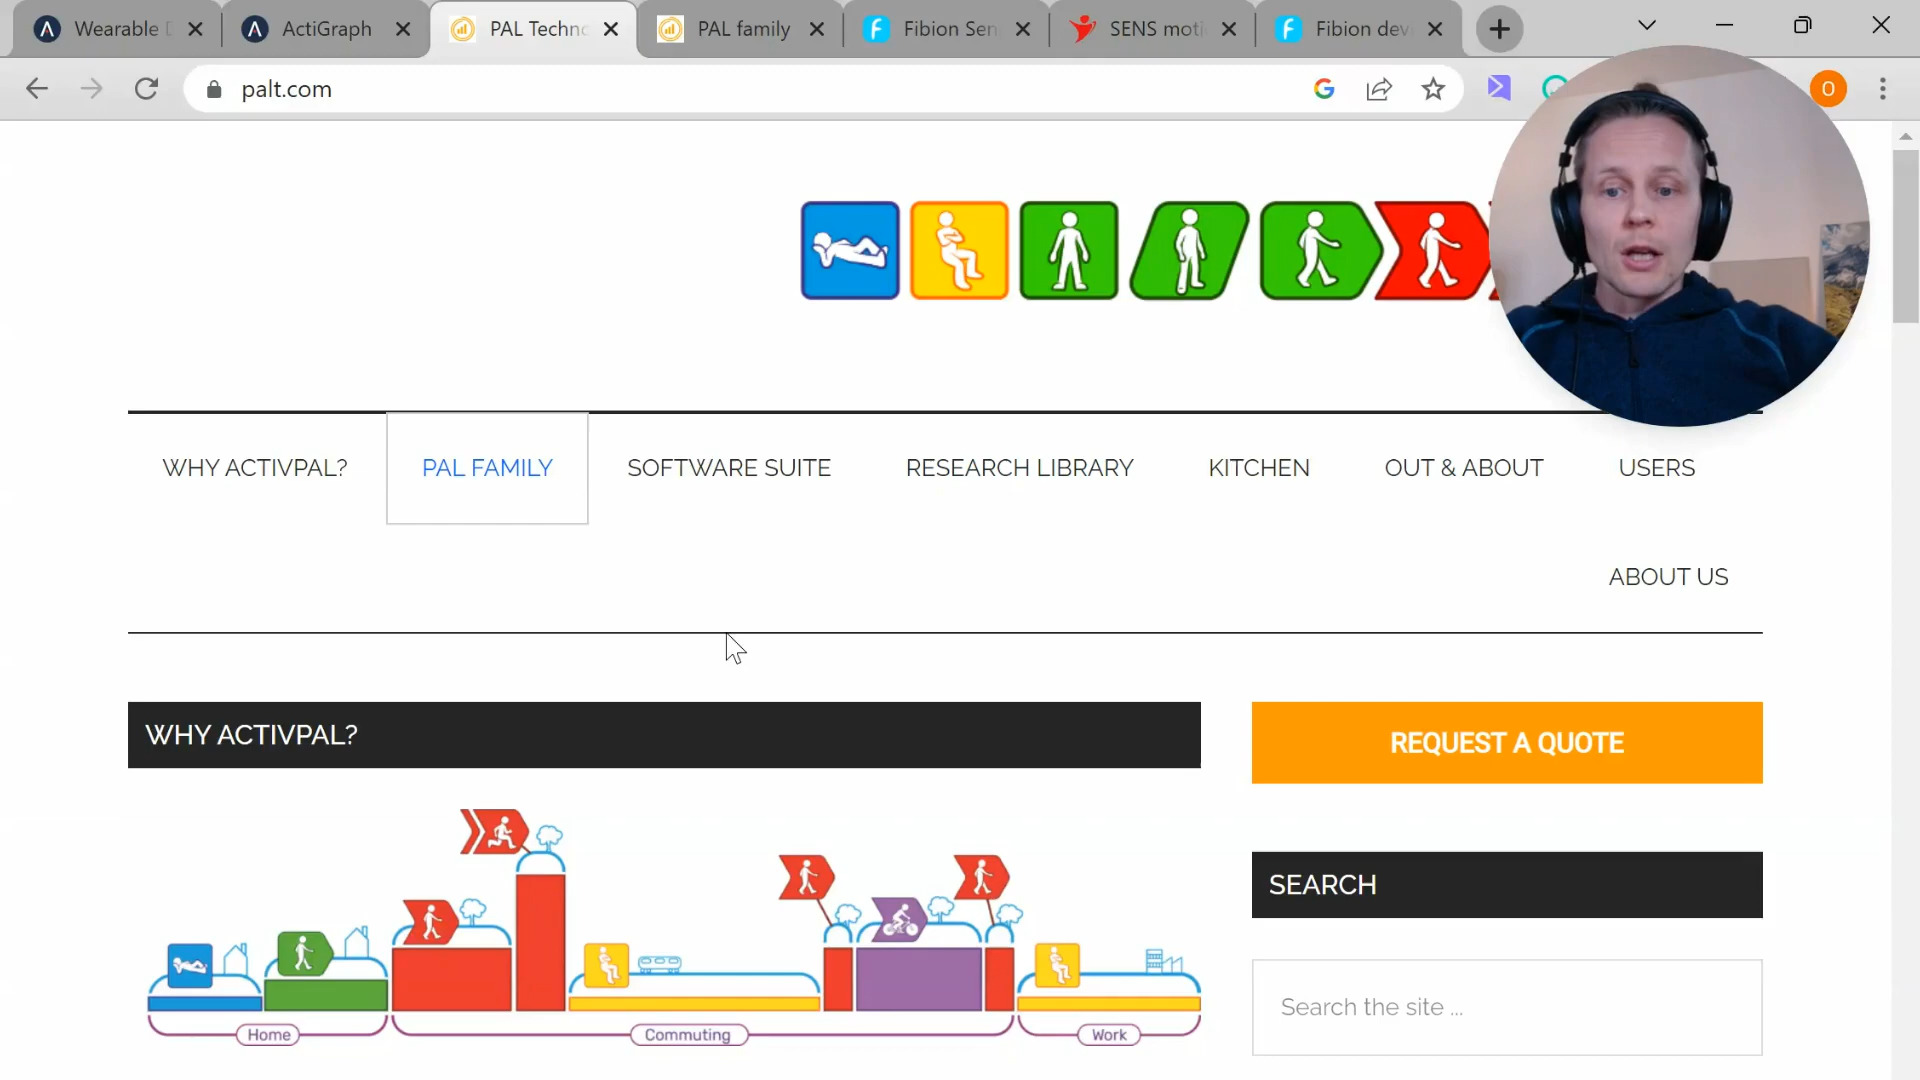 Wearable D
ActiGraph
PAL Techno
PAL family
Fibion Sen
SENS moti
Fibion dev
palt.com
WHY ACTIVPAL?
PAL FAMILY
SOFTWARE SUITE
RESEARCH LIBRARY
KITCHEN
OUT & ABOUT
USERS
ABOUT US
WHY ACTIVPAL?
REQUEST A QUOTE
SEARCH
Search the site ...
Home
Commuting
Work